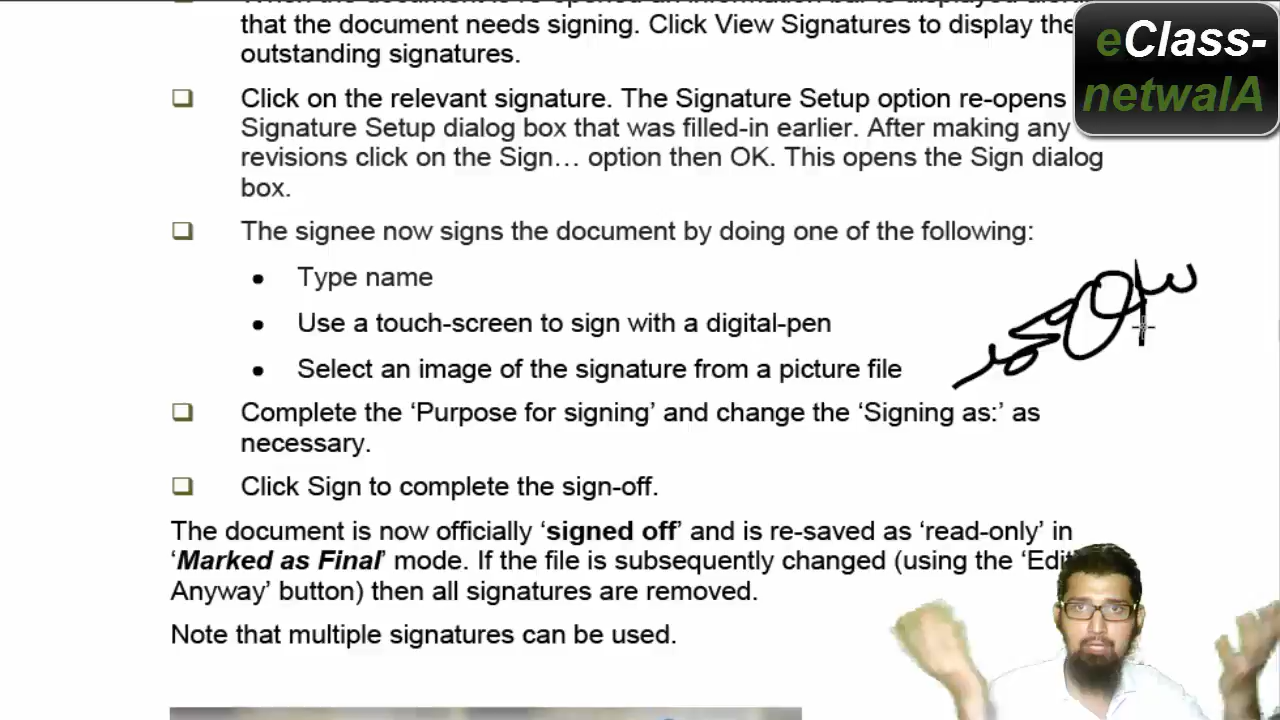 that the document needs signing. Click View Signatures to display the
outstanding signatures.
Click on the relevant signature. The Signature Setup option re-opens
Signature Setup dialog box that was filled-in earlier. After making any
revisions click on the Sign… option then OK. This opens the Sign dialog
box.
The signee now signs the document by doing one of the following:
Type name
Use a touch-screen to sign with a digital-pen
Select an image of the signature from a picture file
Complete the ‘Purpose for signing’ and change the ‘Signing as:’ as
necessary.
Click Sign to complete the sign-off.
The document is now officially ‘signed off’ and is re-saved as ‘read-only’ in
‘Marked as Final’ mode. If the file is subsequently changed (using the ‘Edit
Anyway’ button) then all signatures are removed.
Note that multiple signatures can be used.
eClass-
netwalA